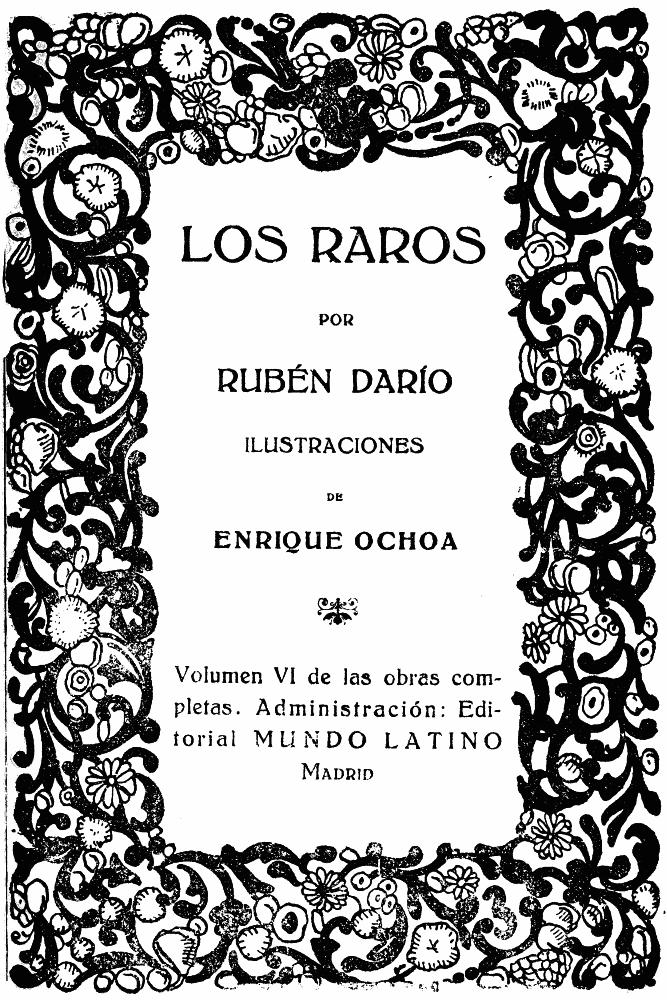 LOS RAROS
POR
RUBÉN DARÍO
ILUSTRACIONES
DE
ENRIQUE OCHOA
Volumen VI de las obras com-
pletas. Administración: Edi-
torial MUNDO LATINO
MADRID